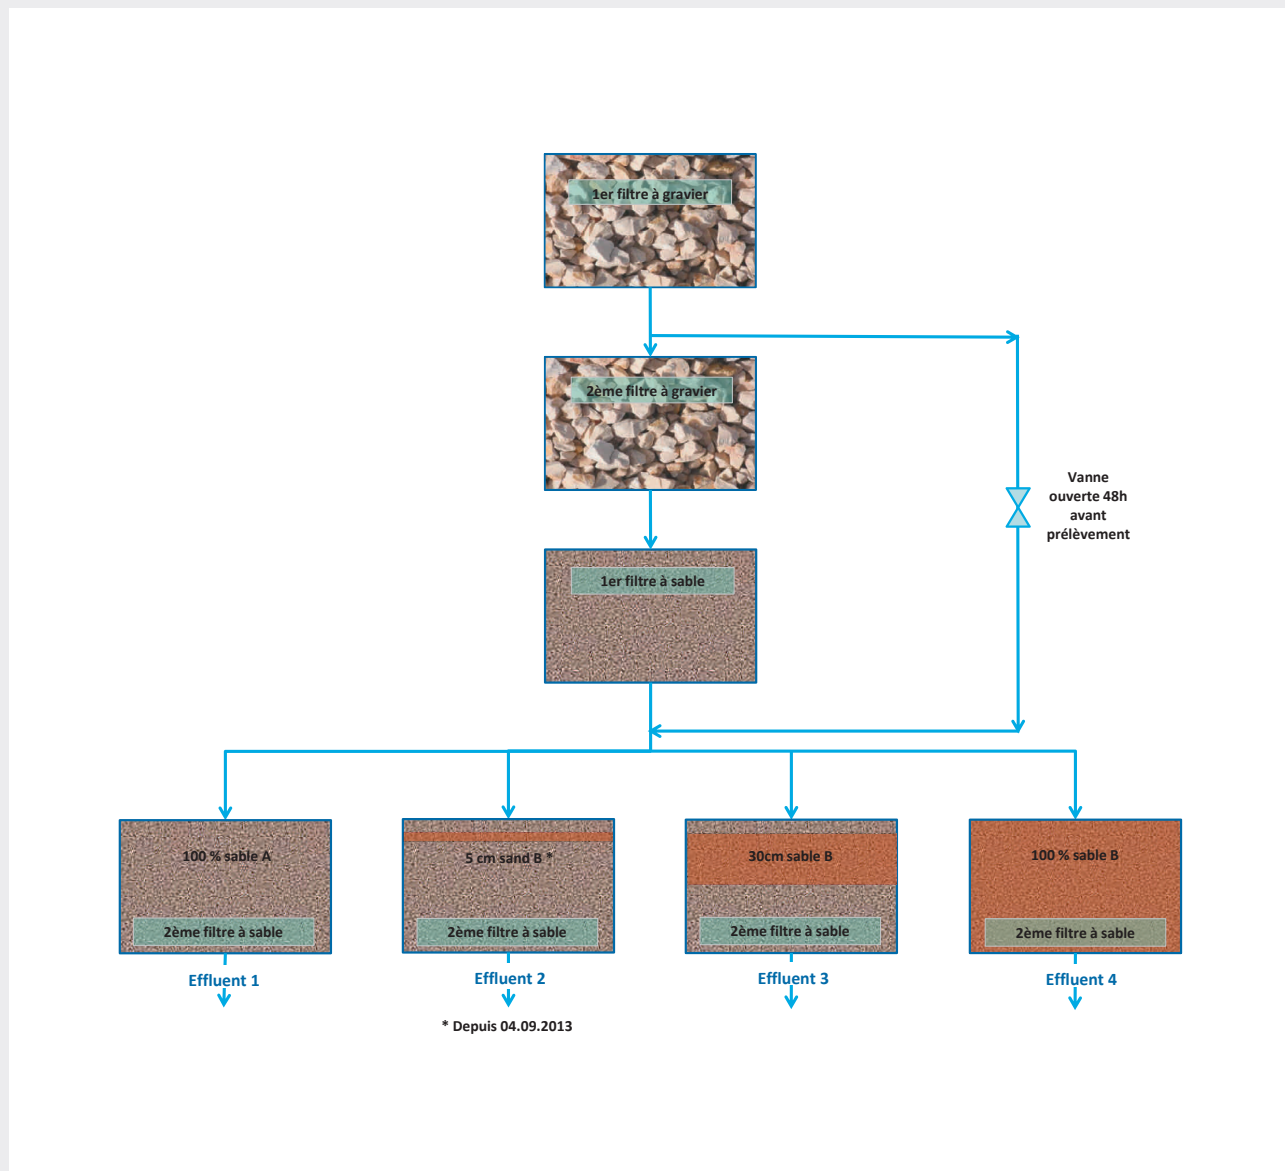 1er filtre à gravier
2ème filtre à gravier
Vanne
ouverte 48h
avant
prélèvement
1er filtre à sable
100 % sable A
5 cm sand B *
30cm sable B
100 % sable B
2ème filtre à sable
2ème filtre à sable
2ème filtre à sable
2ème filtre à sable
Effluent 1
Effluent 2
Effluent 3
Effluent 4
* Depuis 04.09.2013